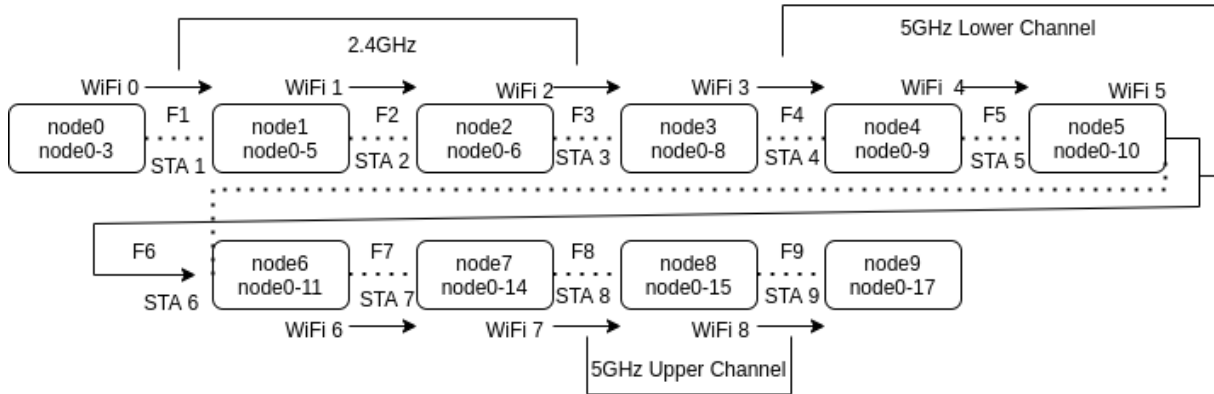 2.4GHz
5GHz Lower Channel
WiFi 0
WiFi 1
WiFi 2
WiFi 3
WiFi 4
WiFi 5
F1
F2
F3
F4
F5
node0
node0-3
node1
node0-5
node2
node0-6
node3
node0-8
node4
node0-9
node5
node0-10
STA 1
STA 2
STA 3
STA 4
STA 5
F6
F7
F8
F9
node6
node0-11
node7
node0-14
node8
node0-15
node9
node0-17
STA 6
STA 7
STA 8
STA 9
WiFi 6
WiFi 7
WiFi 8
5GHz Upper Channel